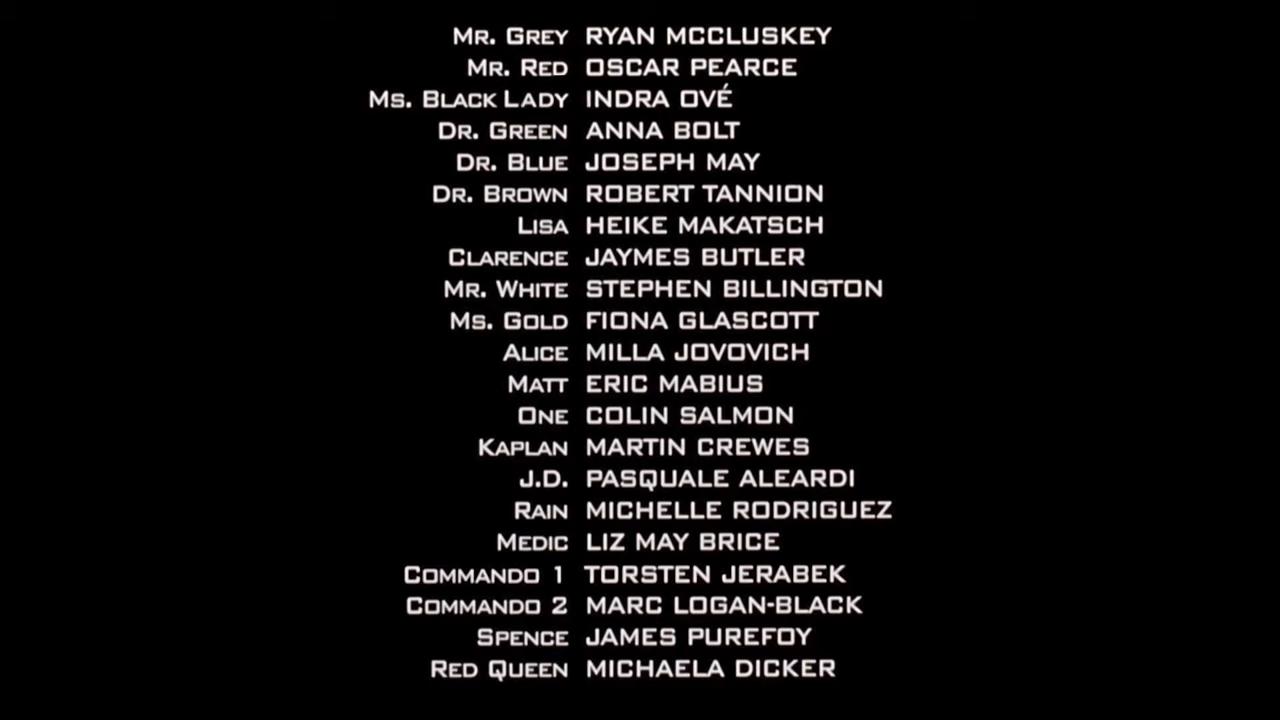 Mr. Grey RYAN MCCLUSKEY
Mr. Red OSCAR PEARCE
Ms. Black Lady INDRA OVÉ
Dr. Green ANNA BOLT
Dr. Blue JOSEPH MAY
Dr. Brown ROBERT TANNION
Lisa HEIKE MAKATSCH
Clarence JAYMES BUTLER
Mr. White STEPHEN BILLINGTON
Ms. Gold FIONA GLASCOTT
Alice MILLA JOVOVICH
Matt ERIC MABIUS
One COLIN SALMON
Kaplan MARTIN CREWES
J.D. PASQUALE ALEARDI
Rain MICHELLE RODRIGUEZ
Medic LIZ MAY BRICE
Commando 1 TORSTEN JERABEK
Commando 2 MARC LOGAN-BLACK
Spence JAMES PUREFOY
Red Queen MICHAELA DICKER